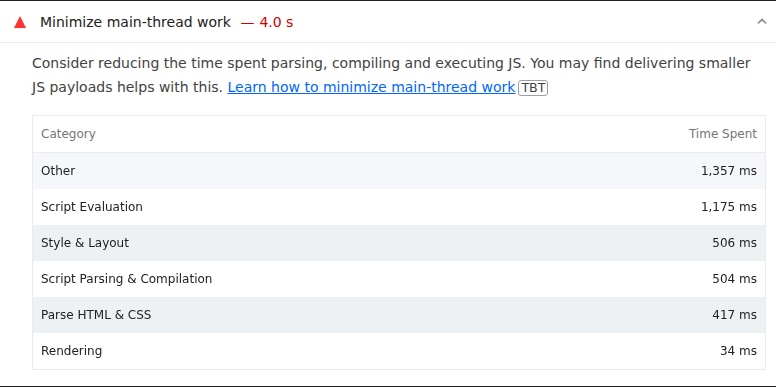 Minimize main-thread work — 4.0 s
Consider reducing the time spent parsing, compiling and executing JS. You may find delivering smaller
JS payloads helps with this. Learn how to minimize main-thread work TBT
Category Time Spent
Other 1,357 ms
Script Evaluation 1,175 ms
Style & Layout 506 ms
Script Parsing & Compilation 504 ms
Parse HTML & CSS 417 ms
Rendering 34 ms